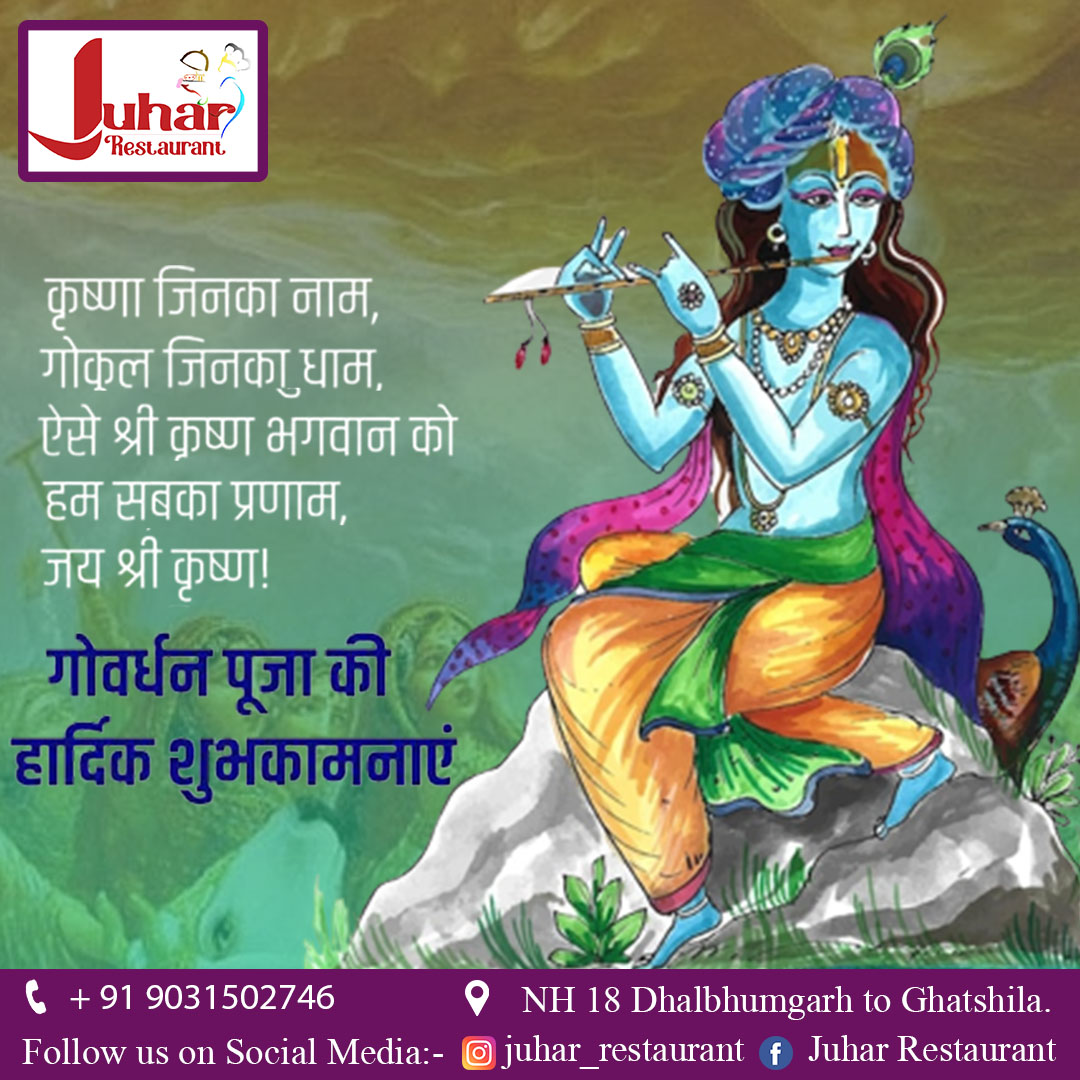 Juhar
Restaurant
कृष्णा जिनका नाम,
गोकुल जिनका धाम,
ऐसे श्री कृष्ण भगवान को
हम सबका प्रणाम,
जय श्री कृष्ण!
गोवर्धन पूजा की
हार्दिक शुभकामनाएं
+ 91 9031502746
NH 18 Dhalbhumgarh to Ghatshila.
Follow us on Social Media:- juhar_restaurant Juhar Restaurant